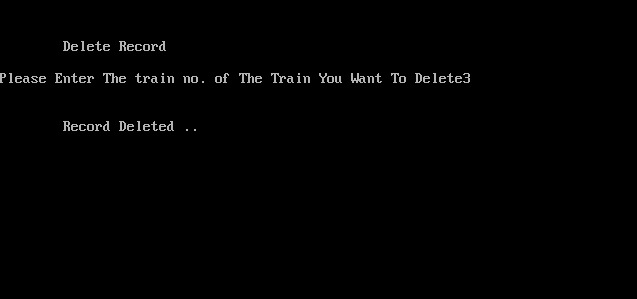 Delete Record
Please Enter The train no. of The Train You Want To Delete3
Record Deleted ..